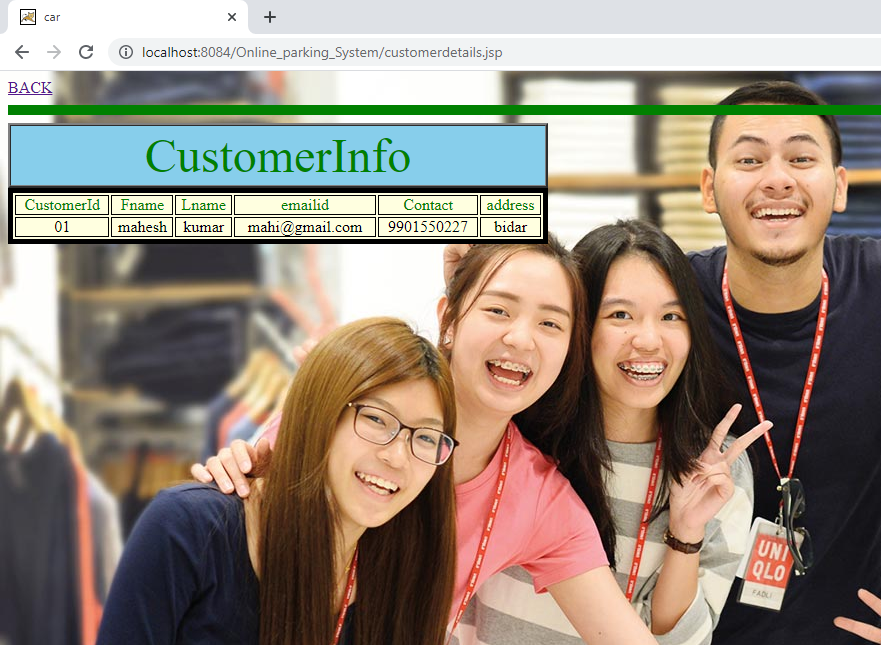 car
localhost:8084/Online_parking_System/customerdetails.jsp
BACK
CustomerInfo
CustomerId Fname Lname emailid Contact address
01 mahesh kumar mahi@gmail.com 9901550227 bidar
UNI
QLO
FADLI